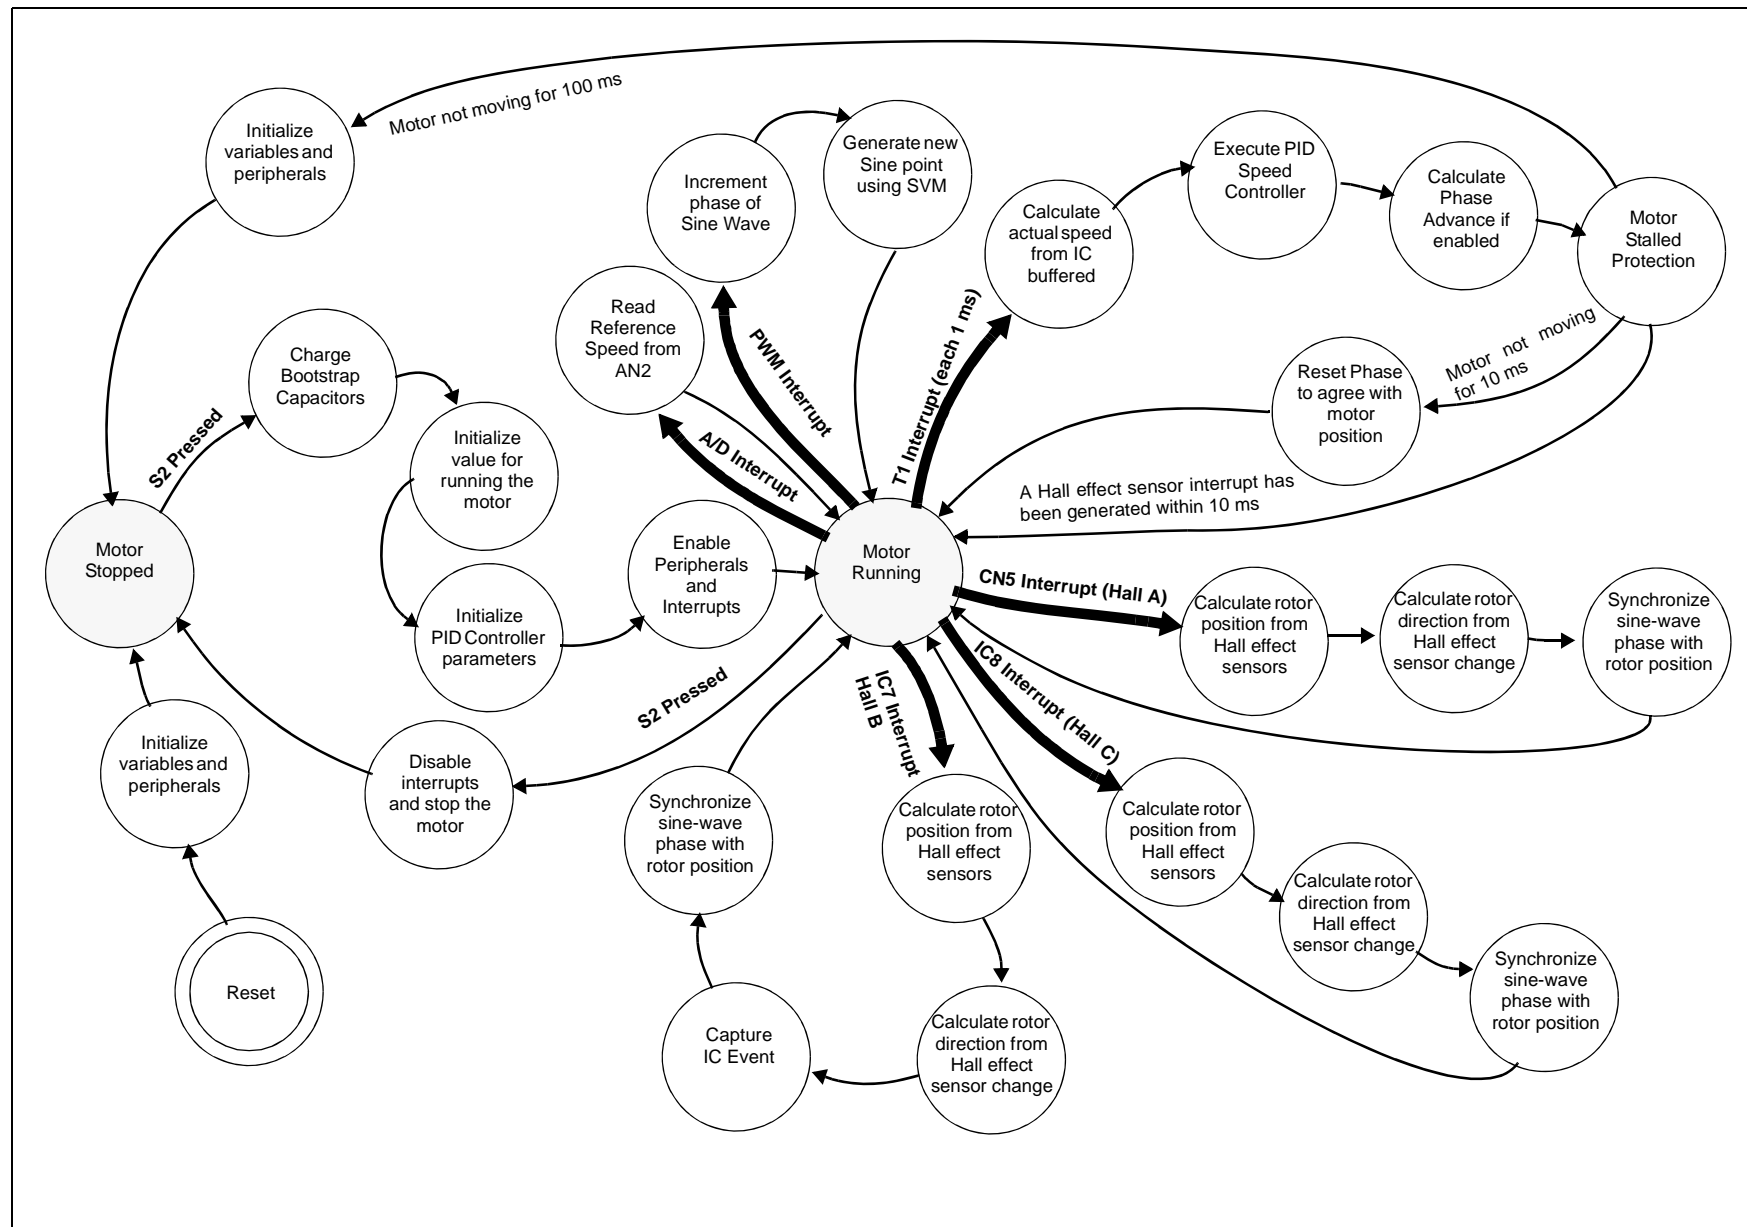 Motor not moving for 100 ms
Initialize
variables and
peripherals
Increment
phase of
Sine Wave
Generate new
Sine point
using SVM
Calculate
actual speed
from IC
buffered
Execute PID
Speed
Controller
Calculate
Phase
Advance if
enabled
Motor
Stalled
Protection
Read
Reference
Speed from
AN2
PWM Interrupt
A/D Interrupt
T1 Interrupt (each 1 ms)
Motor not moving
for 10 ms
Reset Phase
to agree with
motor
position
A Hall effect sensor interrupt has
been generated within 10 ms
Charge
Bootstrap
Capacitors
S2 Pressed
Initialize
value for
running the
motor
Motor
Stopped
Initialize
PID Controller
parameters
Enable
Peripherals
and
Interrupts
Motor
Running
CN5 Interrupt (Hall A)
Calculate rotor
position from
Hall effect
sensors
Calculate rotor
direction from
Hall effect
sensor change
Synchronize
sine-wave
phase with
rotor position
IC8 Interrupt (Hall C)
IC7 Interrupt
Hall B
S2 Pressed
Initialize
variables and
peripherals
Disable
interrupts
and stop the
motor
Synchronize
sine-wave
phase with
rotor position
Calculate rotor
position from
Hall effect
sensors
Calculate rotor
position from
Hall effect
sensors
Calculate rotor
direction from
Hall effect
sensor change
Synchronize
sine-wave
phase with
rotor position
Reset
Capture
IC Event
Calculate rotor
direction from
Hall effect
sensor change